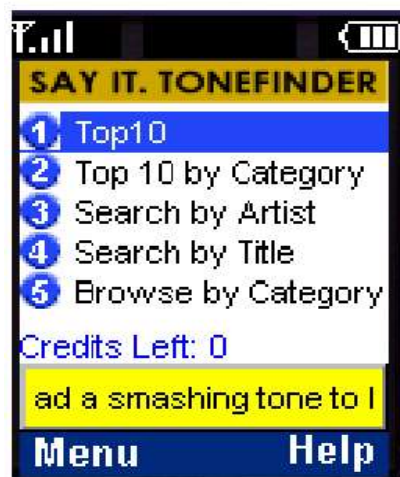 SAY IT. TONEFINDER
1 Top10
2 Top 10 by Category
3 Search by Artist
4 Search by Title
5 Browse by Category
Credits Left: 0
ad a smashing tone to
Menu Help